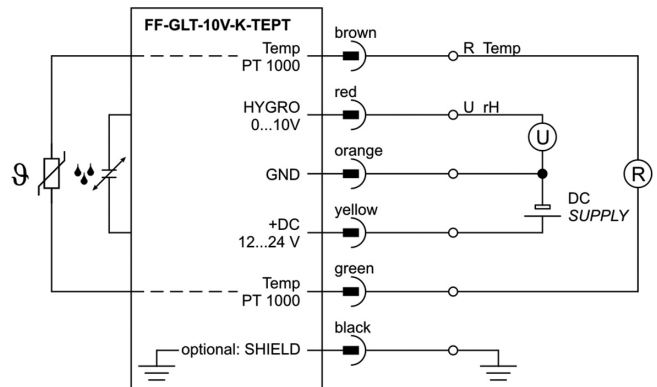 FF-GLT-10V-K-TEPT
brown
Temp
PT 1000
R Temp
red
HYGRO
0...10V
U rH
U
orange
GND
R
DC
SUPPLY
yellow
+DC
12...24 V
green
Temp
PT 1000
black
optional: SHIELD
ϑ